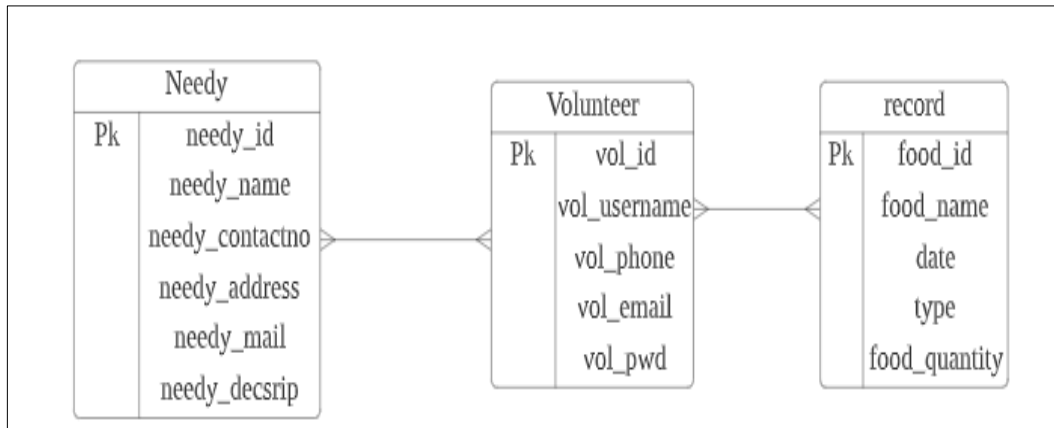 Needy
Pk needy_id
needy_name
needy_contactno
needy_address
needy_mail
needy_decsrip
Volunteer
Pk vol_id
vol_username
vol_phone
vol_email
vol_pwd
record
Pk food_id
food_name
date
type
food_quantity